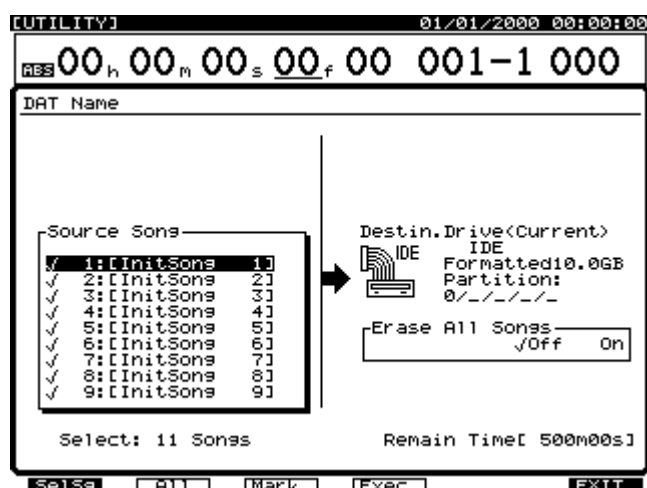 [UTILITY] 01/01/2000 00:00:00
ABS 00h 00m 00s 00f 00 001-1 000
DAT Name
Source Song
√ 1:[InitSong 1]
√ 2:[InitSong 2]
√ 3:[InitSong 3]
√ 4:[InitSong 4]
√ 5:[InitSong 5]
√ 6:[InitSong 6]
√ 7:[InitSong 7]
√ 8:[InitSong 8]
√ 9:[InitSong 9]
Select: 11 Songs
Destin.Drive(Current)
IDE
IDE
Formatted10.0GB
Partition:
0/_/_/_/_
Erase All Songs
√Off On
Remain Time[ 500m00s]
SelSg All Mark Exec EXIT